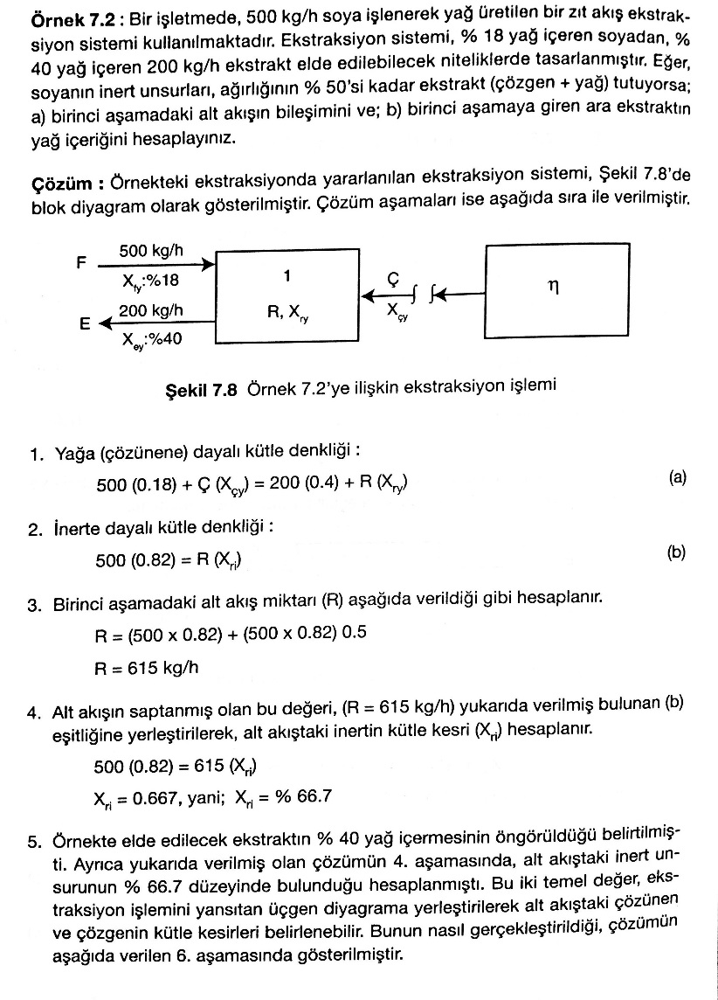 Örnek 7.2 : Bir işletmede, 500 kg/h soya işlenerek yağ üretilen bir zıt akış ekstrak-
siyon sistemi kullanılmaktadır. Ekstraksiyon sistemi, % 18 yağ içeren soyadan, %
40 yağ içeren 200 kg/h ekstrakt elde edilebilecek niteliklerde tasarlanmıştır. Eğer,
soyanın inert unsurları, ağırlığının % 50'si kadar ekstrakt (çözgen + yağ) tutuyorsa;
a) birinci aşamadaki alt akışın bileşimini ve; b) birinci aşamaya giren ara ekstraktın
yağ içeriğini hesaplayınız.
Çözüm : Örnekteki ekstraksiyonda yararlanılan ekstraksiyon sistemi, Şekil 7.8'de
blok diyagram olarak gösterilmiştir. Çözüm aşamaları ise aşağıda sıra ile verilmiştir.
F
500 kg/h
X_fy:%18
E
200 kg/h
X_ey:%40
1
R, X_ry
Ç
X_çy
η
Şekil 7.8 Örnek 7.2'ye ilişkin ekstraksiyon işlemi
1. Yağa (çözünene) dayalı kütle denkliği :
500 (0.18) + Ç (X_çy) = 200 (0.4) + R (X_ry) (a)
2. İnerte dayalı kütle denkliği :
500 (0.82) = R (X_ri) (b)
3. Birinci aşamadaki alt akış miktarı (R) aşağıda verildiği gibi hesaplanır.
R = (500 x 0.82) + (500 x 0.82) 0.5
R = 615 kg/h
4. Alt akışın saptanmış olan bu değeri, (R = 615 kg/h) yukarıda verilmiş bulunan (b)
eşitliğine yerleştirilerek, alt akıştaki inertin kütle kesri (X_ri) hesaplanır.
500 (0.82) = 615 (X_ri)
X_ri = 0.667, yani; X_ri = % 66.7
5. Örnekte elde edilecek ekstraktın % 40 yağ içermesinin öngörüldüğü belirtilmiş-
ti. Ayrıca yukarıda verilmiş olan çözümün 4. aşamasında, alt akıştaki inert un-
surunun % 66.7 düzeyinde bulunduğu hesaplanmıştı. Bu iki temel değer, eks-
traksiyon işlemini yansıtan üçgen diyagrama yerleştirilerek alt akıştaki çözünen
ve çözgenin kütle kesirleri belirlenebilir. Bunun nasıl gerçekleştirildiği, çözümün
aşağıda verilen 6. aşamasında gösterilmiştir.